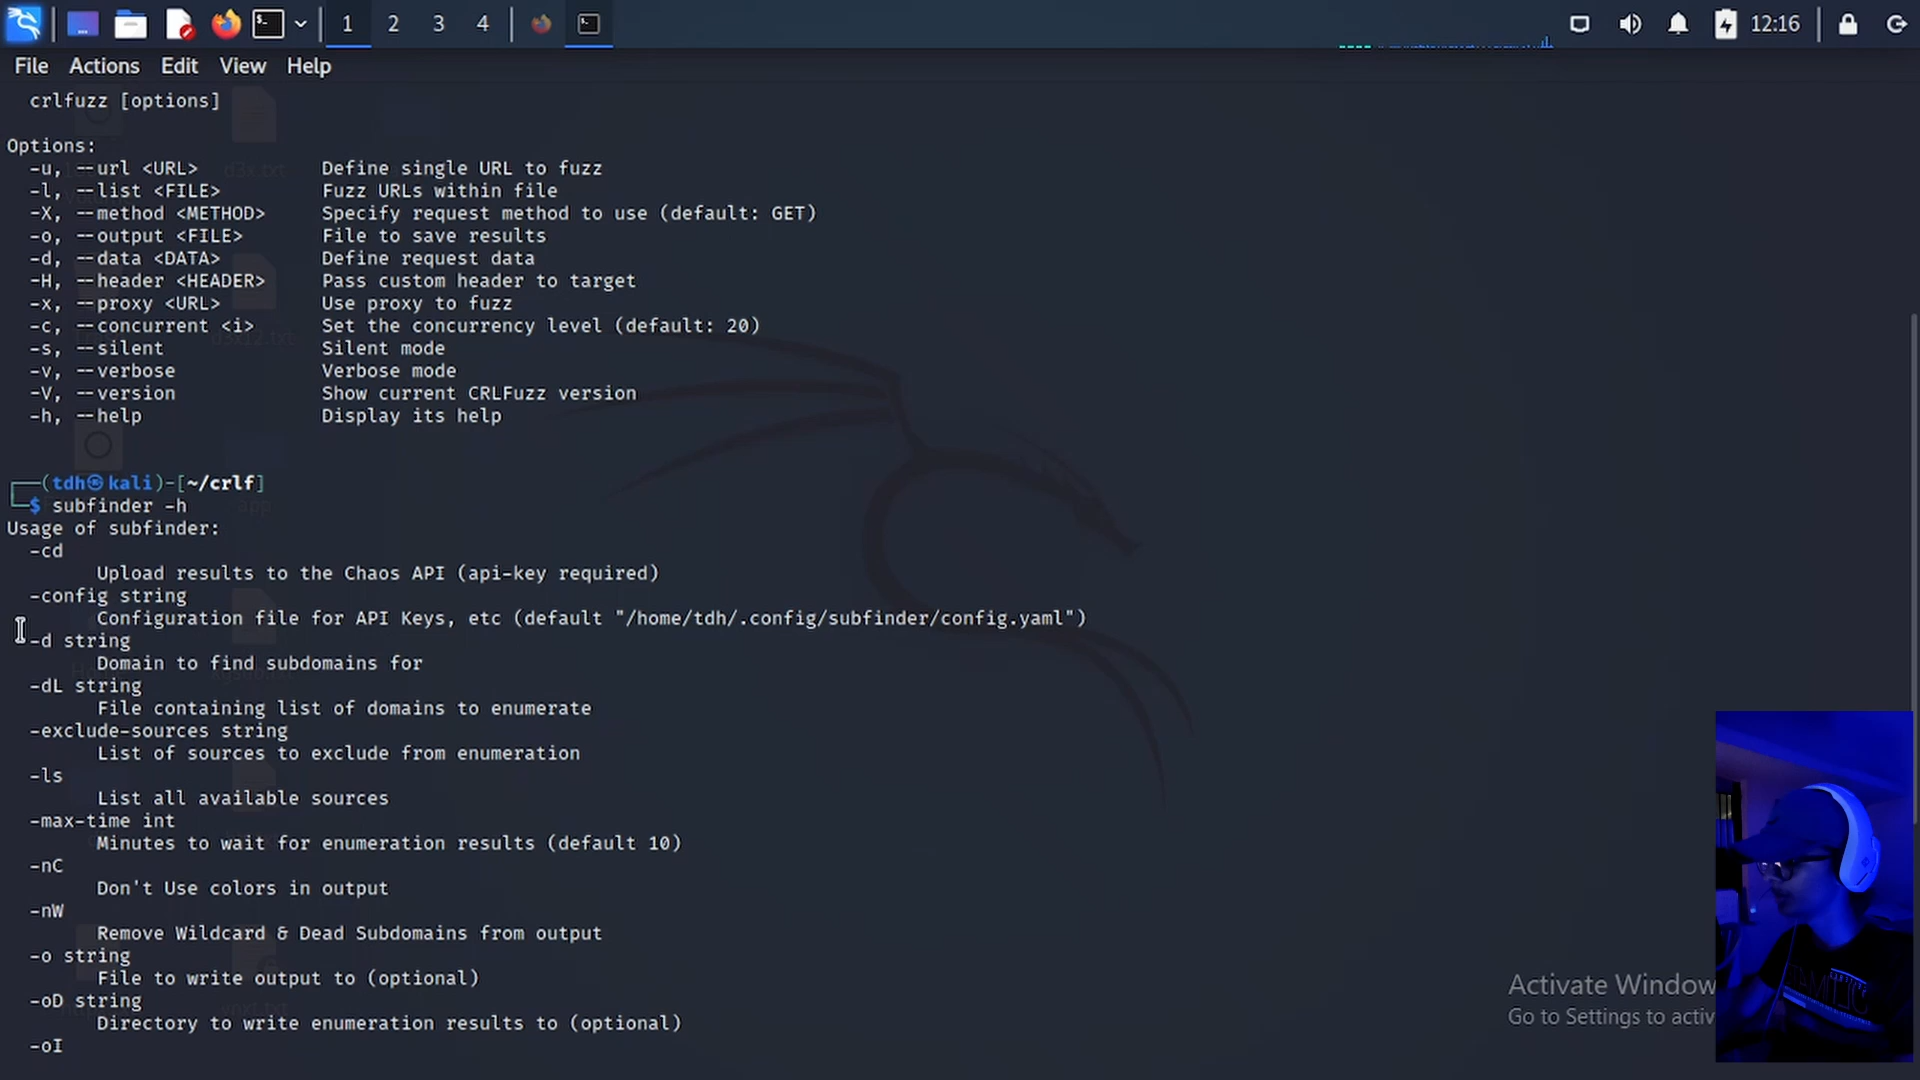 1 2 3 4 12:16
File Actions Edit View Help
crlfuzz [options]
Options:
-u, --url <URL> Define single URL to fuzz
-l, --list <FILE> Fuzz URLs within file
-X, --method <METHOD> Specify request method to use (default: GET)
-o, --output <FILE> File to save results
-d, --data <DATA> Define request data
-H, --header <HEADER> Pass custom header to target
-x, --proxy <URL> Use proxy to fuzz
-c, --concurrent <i> Set the concurrency level (default: 20)
-s, --silent Silent mode
-v, --verbose Verbose mode
-V, --version Show current CRLFuzz version
-h, --help Display its help
(tdh㉿kali)-[~/crlf]
$ subfinder -h
Usage of subfinder:
-cd
Upload results to the Chaos API (api-key required)
-config string
Configuration file for API Keys, etc (default "/home/tdh/.config/subfinder/config.yaml")
-d string
Domain to find subdomains for
-dL string
File containing list of domains to enumerate
-exclude-sources string
List of sources to exclude from enumeration
-ls
List all available sources
-max-time int
Minutes to wait for enumeration results (default 10)
-nC
Don't Use colors in output
-nW
Remove Wildcard & Dead Subdomains from output
-o string
File to write output to (optional)
-oD string
Directory to write enumeration results to (optional)
-oI
Activate Window
Go to Settings to activ